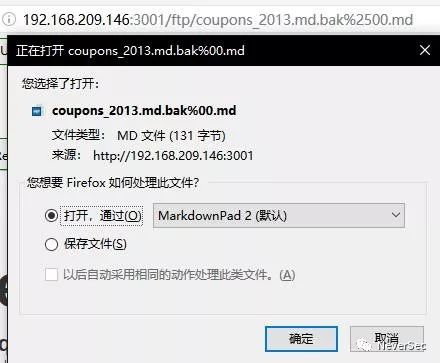 192.168.209.146:3001/ftp/coupons_2013.md.bak%2500.md
正在打开 coupons_2013.md.bak%00.md
您选择了打开:
coupons_2013.md.bak%00.md
文件类型: MD 文件 (131 字节)
来源: http://192.168.209.146:3001
您想要 Firefox 如何处理此文件?
打开，通过(O)
MarkdownPad 2 (默认)
保存文件(S)
以后自动采用相同的动作处理此类文件。(A)
确定
取消
NeverSec